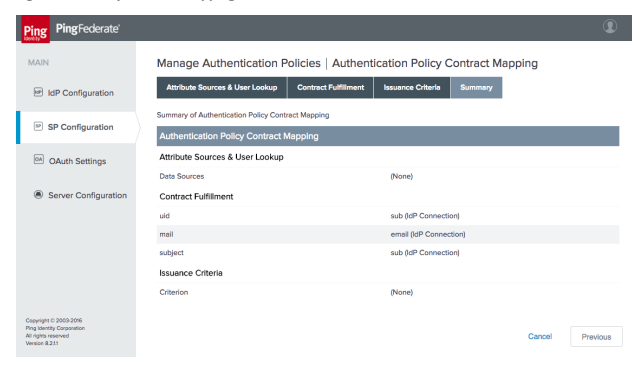 Ping
Identity
PingFederate
MAIN
IdP Configuration
SP Configuration
OAuth Settings
Server Configuration
Copyright © 2003-2016
Ping Identity Corporation
All rights reserved
Version 8.2.1.1
Manage Authentication Policies | Authentication Policy Contract Mapping
Attribute Sources & User Lookup Contract Fulfillment Issuance Criteria Summary
Summary of Authentication Policy Contract Mapping
Authentication Policy Contract Mapping
Attribute Sources & User Lookup
Data Sources (None)
Contract Fulfillment
uid sub (IdP Connection)
mail email (IdP Connection)
subject sub (IdP Connection)
Issuance Criteria
Criterion (None)
Cancel Previous